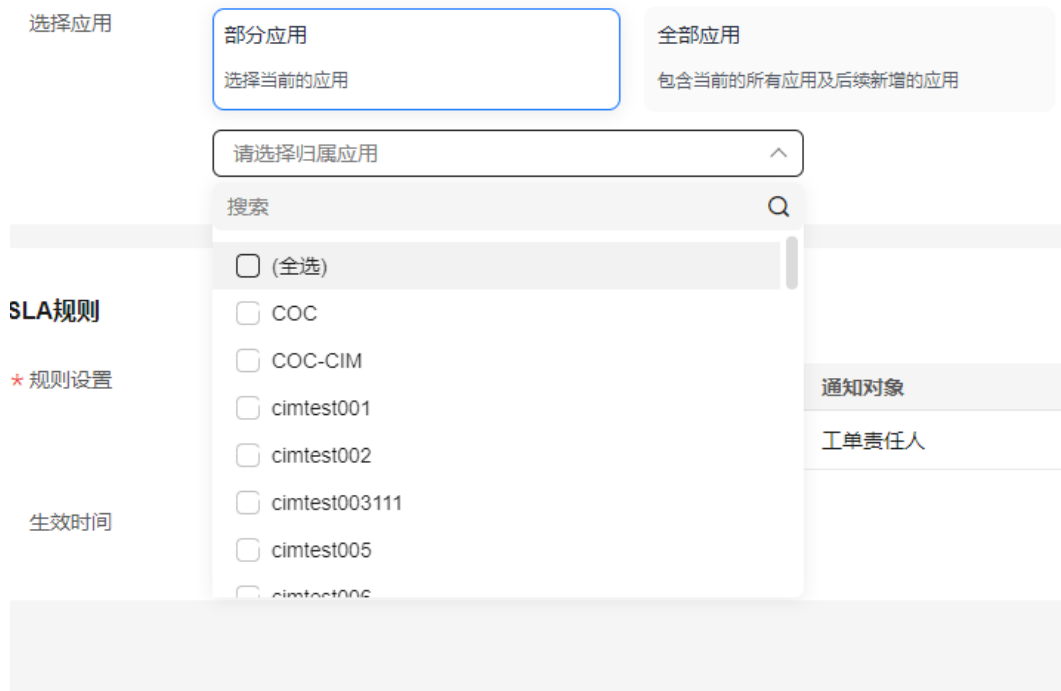 选择应用
部分应用
选择当前的应用
全部应用
包含当前的所有应用及后续新增的应用
请选择归属应用
搜索
(全选)
COC
COC-CIM
cimtest001
cimtest002
cimtest003111
cimtest005
cimtest006
SLA规则
* 规则设置
通知对象
工单责任人
生效时间